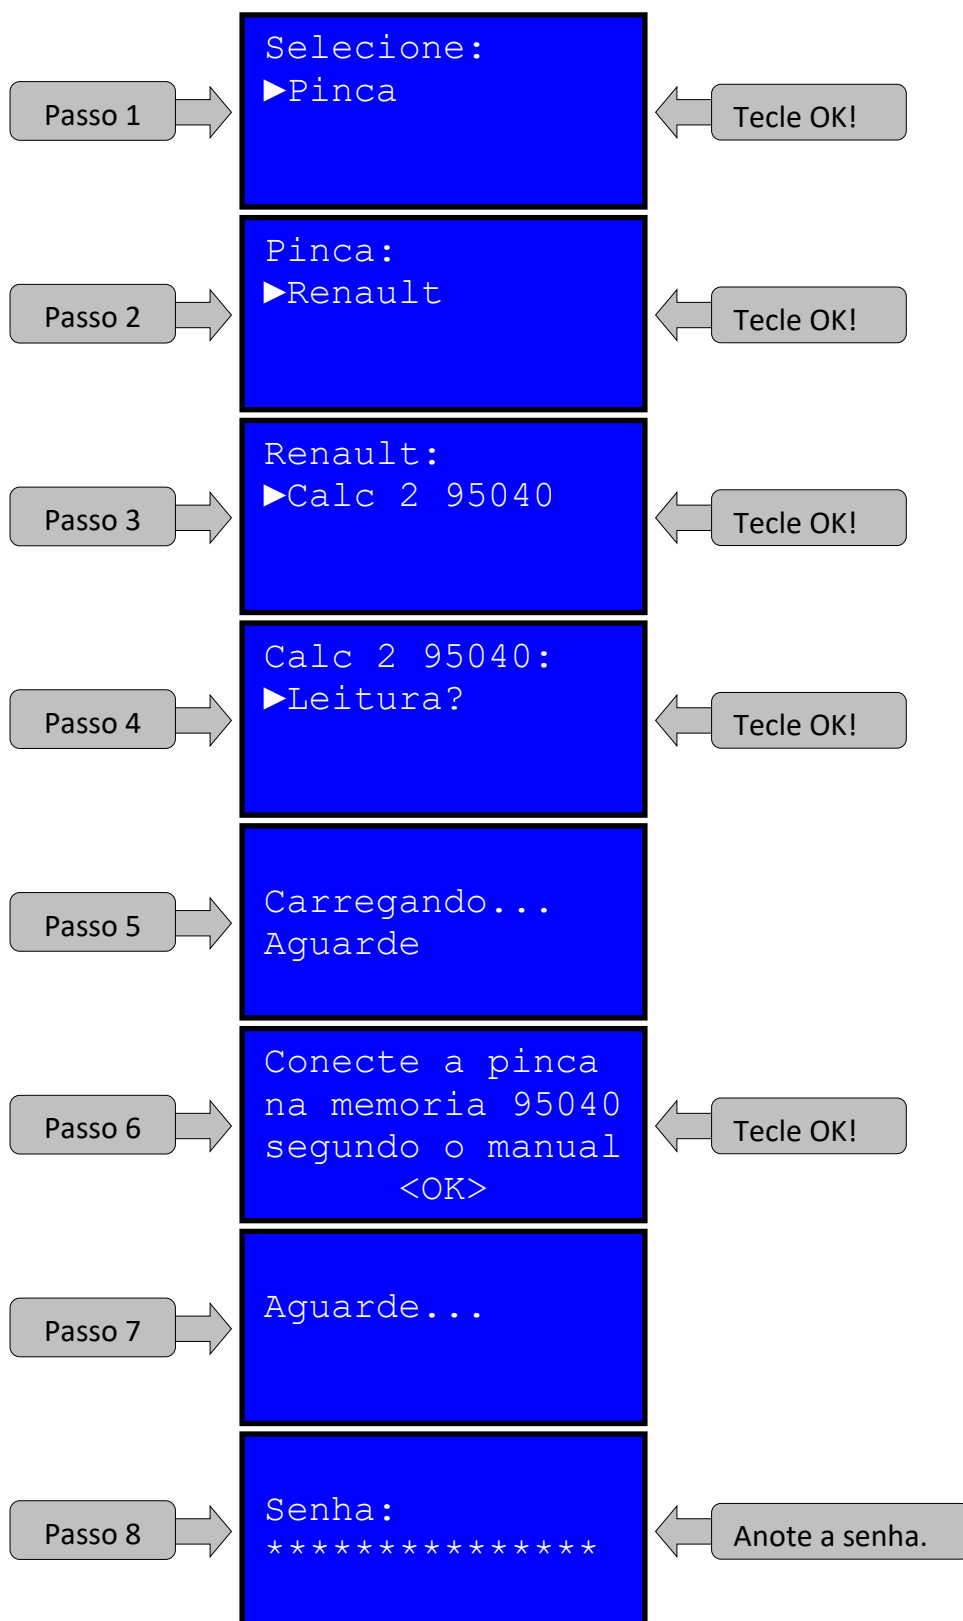 Passo 1
Selecione:
►Pinca
Tecle OK!
Passo 2
Pinca:
►Renault
Tecle OK!
Passo 3
Renault:
►Calc 2 95040
Tecle OK!
Passo 4
Calc 2 95040:
►Leitura?
Tecle OK!
Passo 5
Carregando...
Aguarde
Passo 6
Conecte a pinca
na memoria 95040
segundo o manual
<OK>
Tecle OK!
Passo 7
Aguarde...
Passo 8
Senha:
***************
Anote a senha.